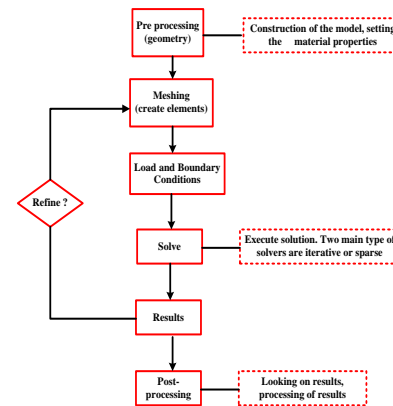 Pre processing
(geometry)
Construction of the model, setting
the material properties
Meshing
(create elements)
Load and Boundary
Conditions
Refine ?
Solve
Execute solution. Two main type of
solvers are iterative or sparse
Results
Post-
processing
Looking on results,
processing of results